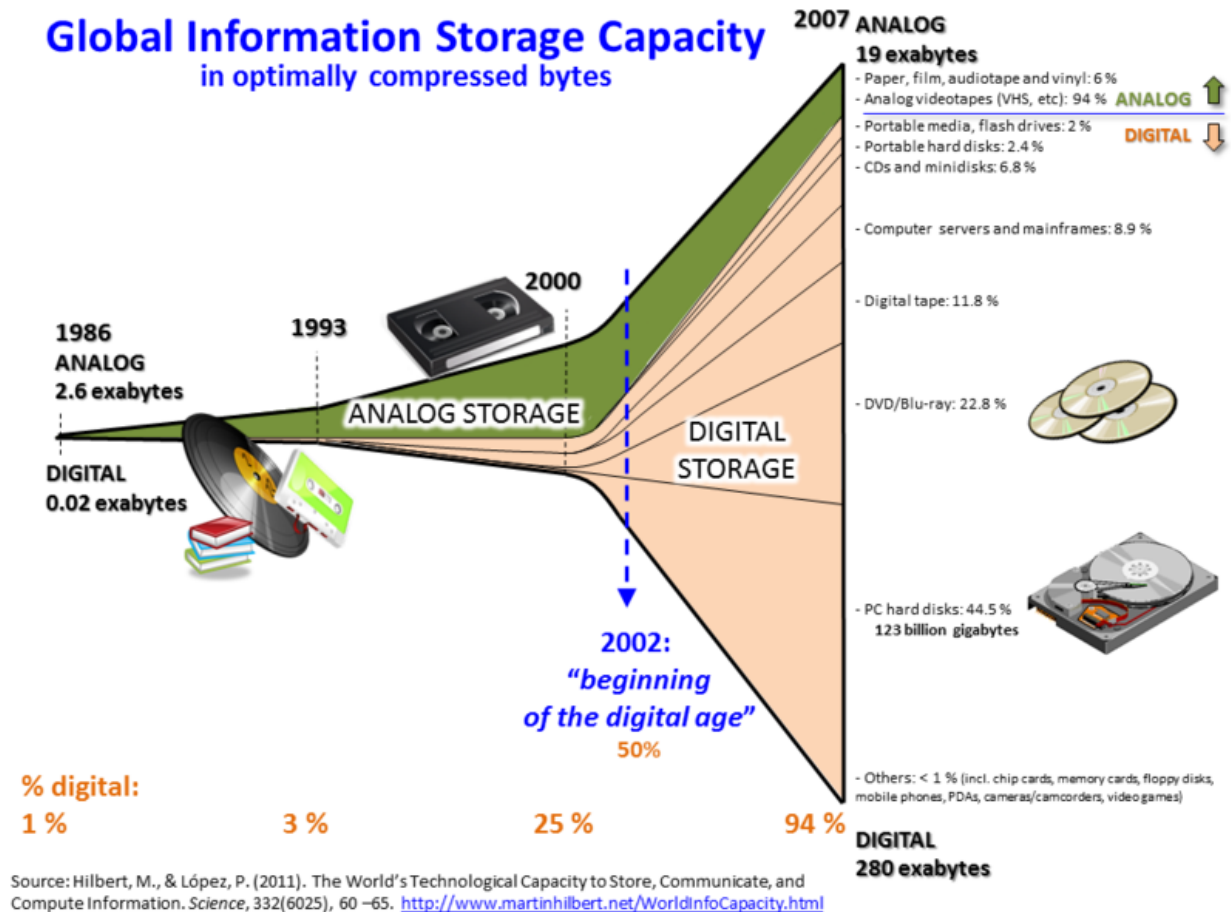 Global Information Storage Capacity
in optimally compressed bytes
2007
ANALOG
19 exabytes
- Paper, film, audiotape and vinyl: 6 %
- Analog videotapes (VHS, etc): 94 %
ANALOG
- Portable media, flash drives: 2 %
DIGITAL
- Portable hard disks: 2.4 %
- CDs and minidisks: 6.8 %
- Computer servers and mainframes: 8.9 %
- Digital tape: 11.8 %
- DVD/Blu-ray: 22.8 %
- PC hard disks: 44.5 %
123 billion gigabytes
- Others: < 1 % (incl. chip cards, memory cards, floppy disks,
mobile phones, PDAs, cameras/camcorders, video games)
DIGITAL
280 exabytes
1986
ANALOG
2.6 exabytes
DIGITAL
0.02 exabytes
1993
2000
ANALOG STORAGE
DIGITAL
STORAGE
2002:
“beginning
of the digital age”
50%
% digital:
1 %
3 %
25 %
94 %
Source: Hilbert, M., & López, P. (2011). The World’s Technological Capacity to Store, Communicate, and
Compute Information. Science, 332(6025), 60 –65. http://www.martinhilbert.net/WorldInfoCapacity.html